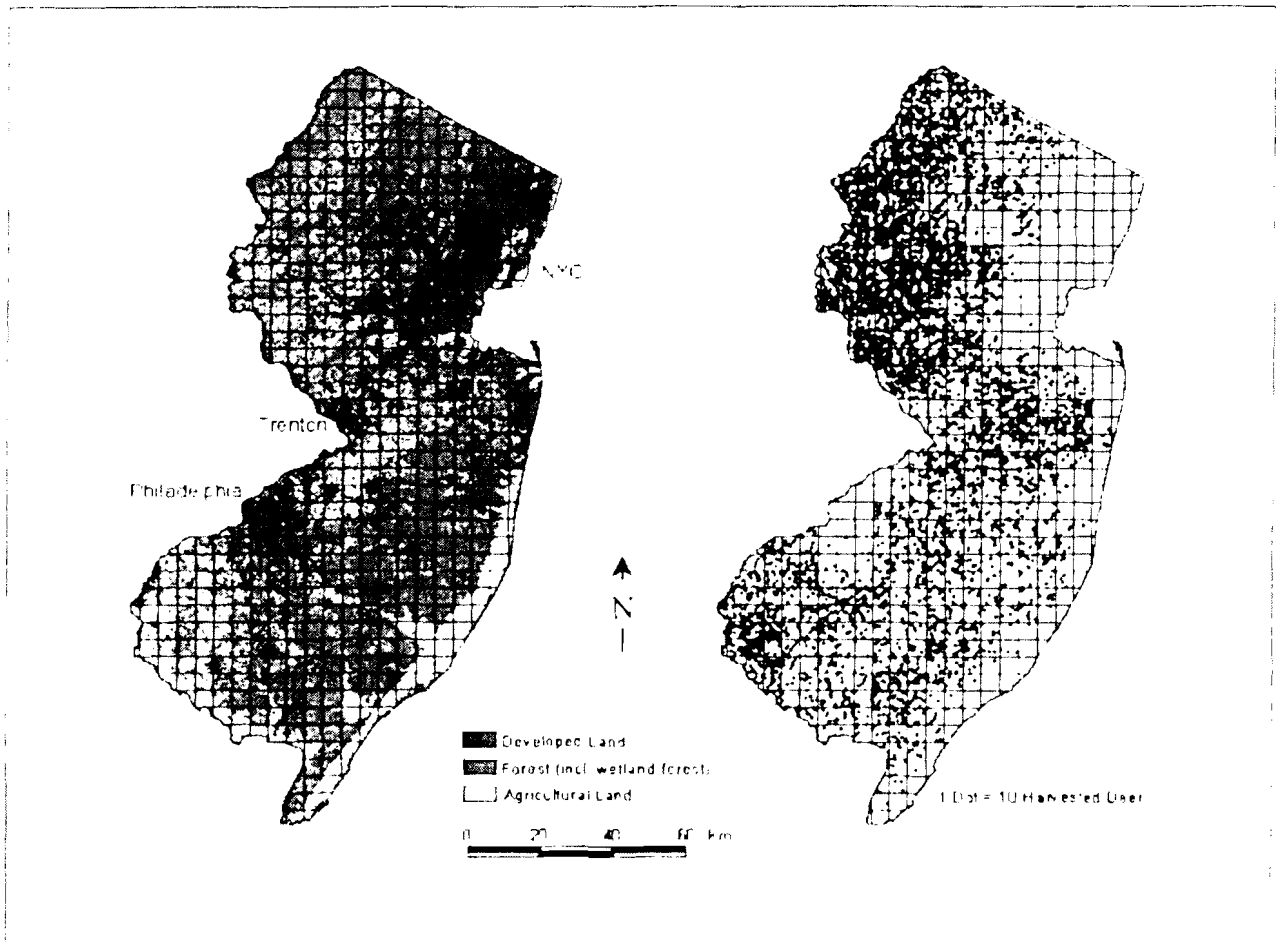 NYC
Trenton
Philadelphia
N
Developed Land
Forest (incl. wetland forest)
Agricultural Land
0 20 40 60 km
1 Dot = 10 Harvested Deer